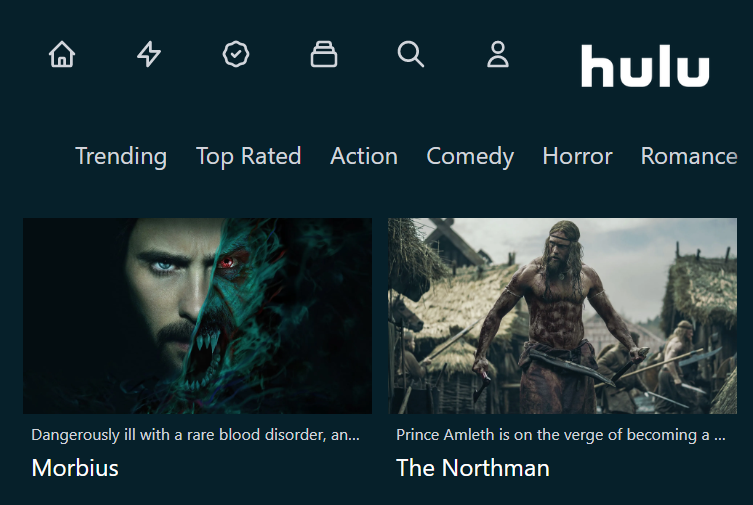 hulu
Trending Top Rated Action Comedy Horror Romance
Dangerously ill with a rare blood disorder, an...
Morbius
Prince Amleth is on the verge of becoming a ...
The Northman